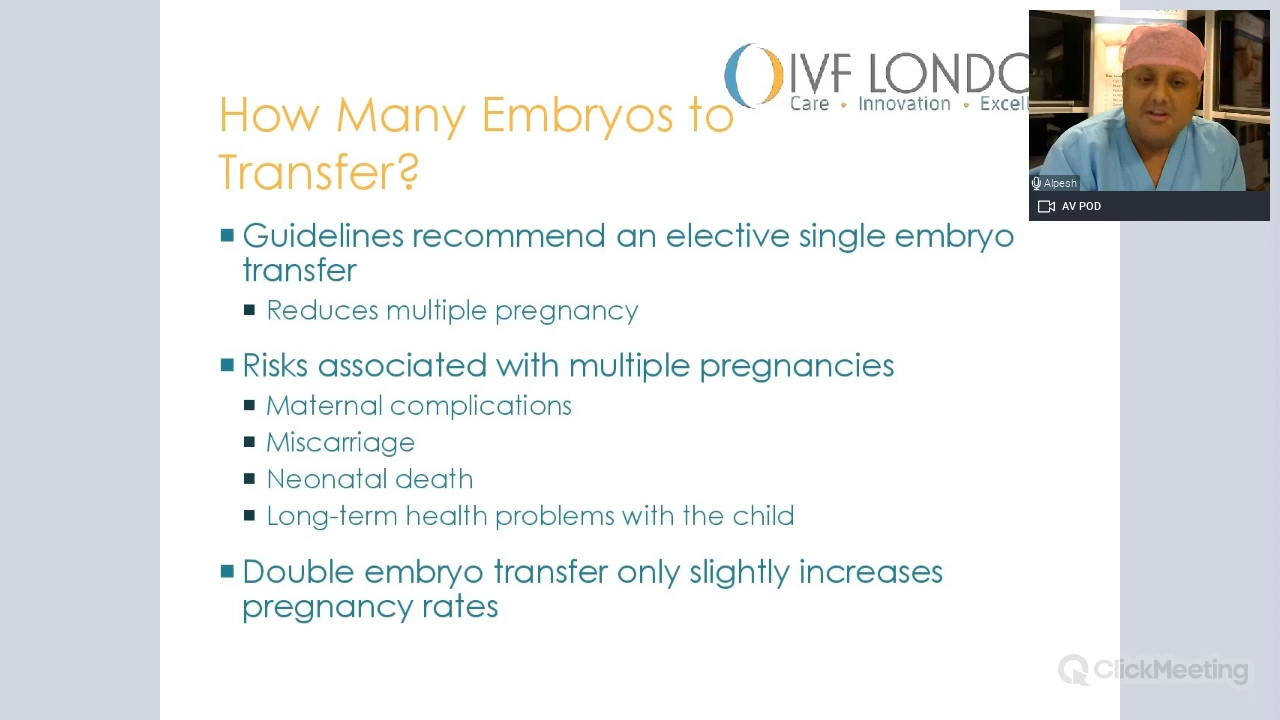 IVF LONDO
Care • Innovation • Excel
How Many Embryos to
Transfer?
Guidelines recommend an elective single embryo
transfer
Reduces multiple pregnancy
Risks associated with multiple pregnancies
Maternal complications
Miscarriage
Neonatal death
Long-term health problems with the child
Double embryo transfer only slightly increases
pregnancy rates
Alpesh
AV POD
ClickMeeting